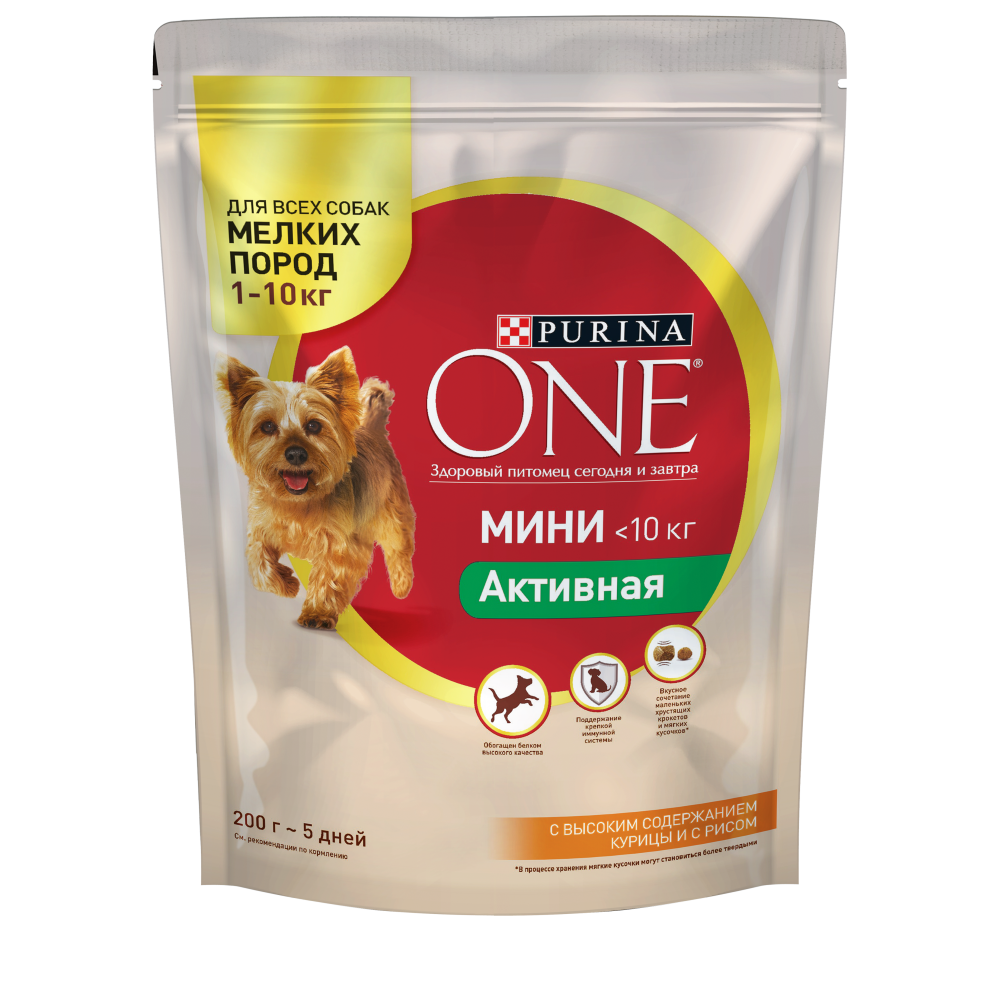 ДЛЯ ВСЕХ СОБАК
МЕЛКИХ
ПОРОД
1-10 кг
PURINA
ONE®
Здоровый питомец сегодня и завтра
МИНИ <10 кг
Активная
Обогащен белком
высокого качества
Поддержание
крепкой
иммунной
системы
Вкусное
сочетание
маленьких
хрустящих
крокетов
и мягких
кусочков*
200 г ~ 5 дней
См. рекомендации по кормлению
С ВЫСОКИМ СОДЕРЖАНИЕМ
КУРИЦЫ И С РИСОМ
*В процессе хранения мягкие кусочки могут становиться более твердыми